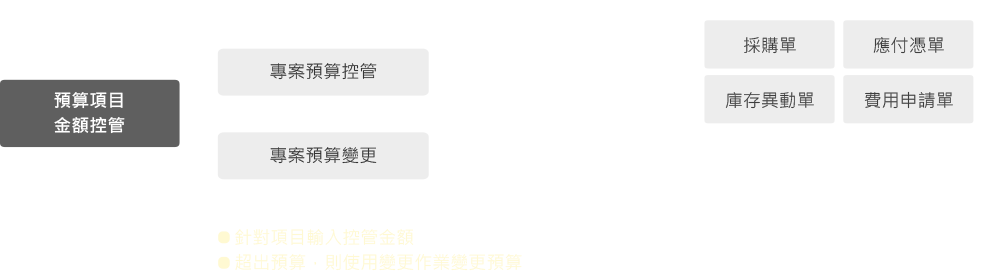 預算項目
金額控管
專案預算控管
專案預算變更
採購單
應付憑單
庫存異動單
費用申請單
● 針對項目輸入控管金額
● 超出預算，則使用變更作業變更預算